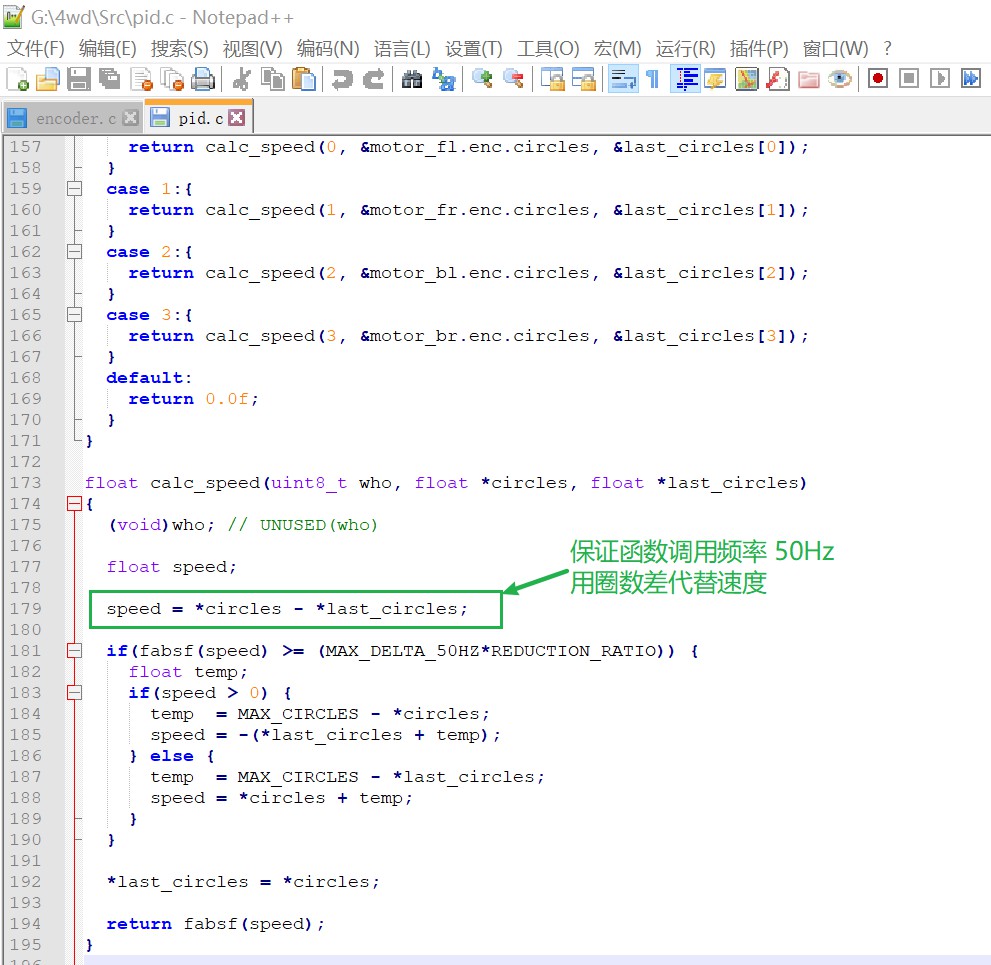 G:\4wd\Src\pid.c - Notepad++
文件(F) 编辑(E) 搜索(S) 视图(V) 编码(N) 语言(L) 设置(T) 工具(O) 宏(M) 运行(R) 插件(P) 窗口(W) ?
encoder.c pid.c
157 return calc_speed(0, &motor_fl.enc.circles, &last_circles[0]);
158 }
159 case 1:{
160 return calc_speed(1, &motor_fr.enc.circles, &last_circles[1]);
161 }
162 case 2:{
163 return calc_speed(2, &motor_bl.enc.circles, &last_circles[2]);
164 }
165 case 3:{
166 return calc_speed(3, &motor_br.enc.circles, &last_circles[3]);
167 }
168 default:
169 return 0.0f;
170 }
171 }
172
173 float calc_speed(uint8_t who, float *circles, float *last_circles)
174 {
175 (void)who; // UNUSED(who)
176
177 float speed;
178
179 speed = *circles - *last_circles;
保证函数调用频率 50Hz
用圈数差代替速度
180
181 if(fabsf(speed) >= (MAX_DELTA_50HZ*REDUCTION_RATIO)) {
182 float temp;
183 if(speed > 0) {
184 temp = MAX_CIRCLES - *circles;
185 speed = -(*last_circles + temp);
186 } else {
187 temp = MAX_CIRCLES - *last_circles;
188 speed = *circles + temp;
189 }
190 }
191
192 *last_circles = *circles;
193
194 return fabsf(speed);
195 }
196